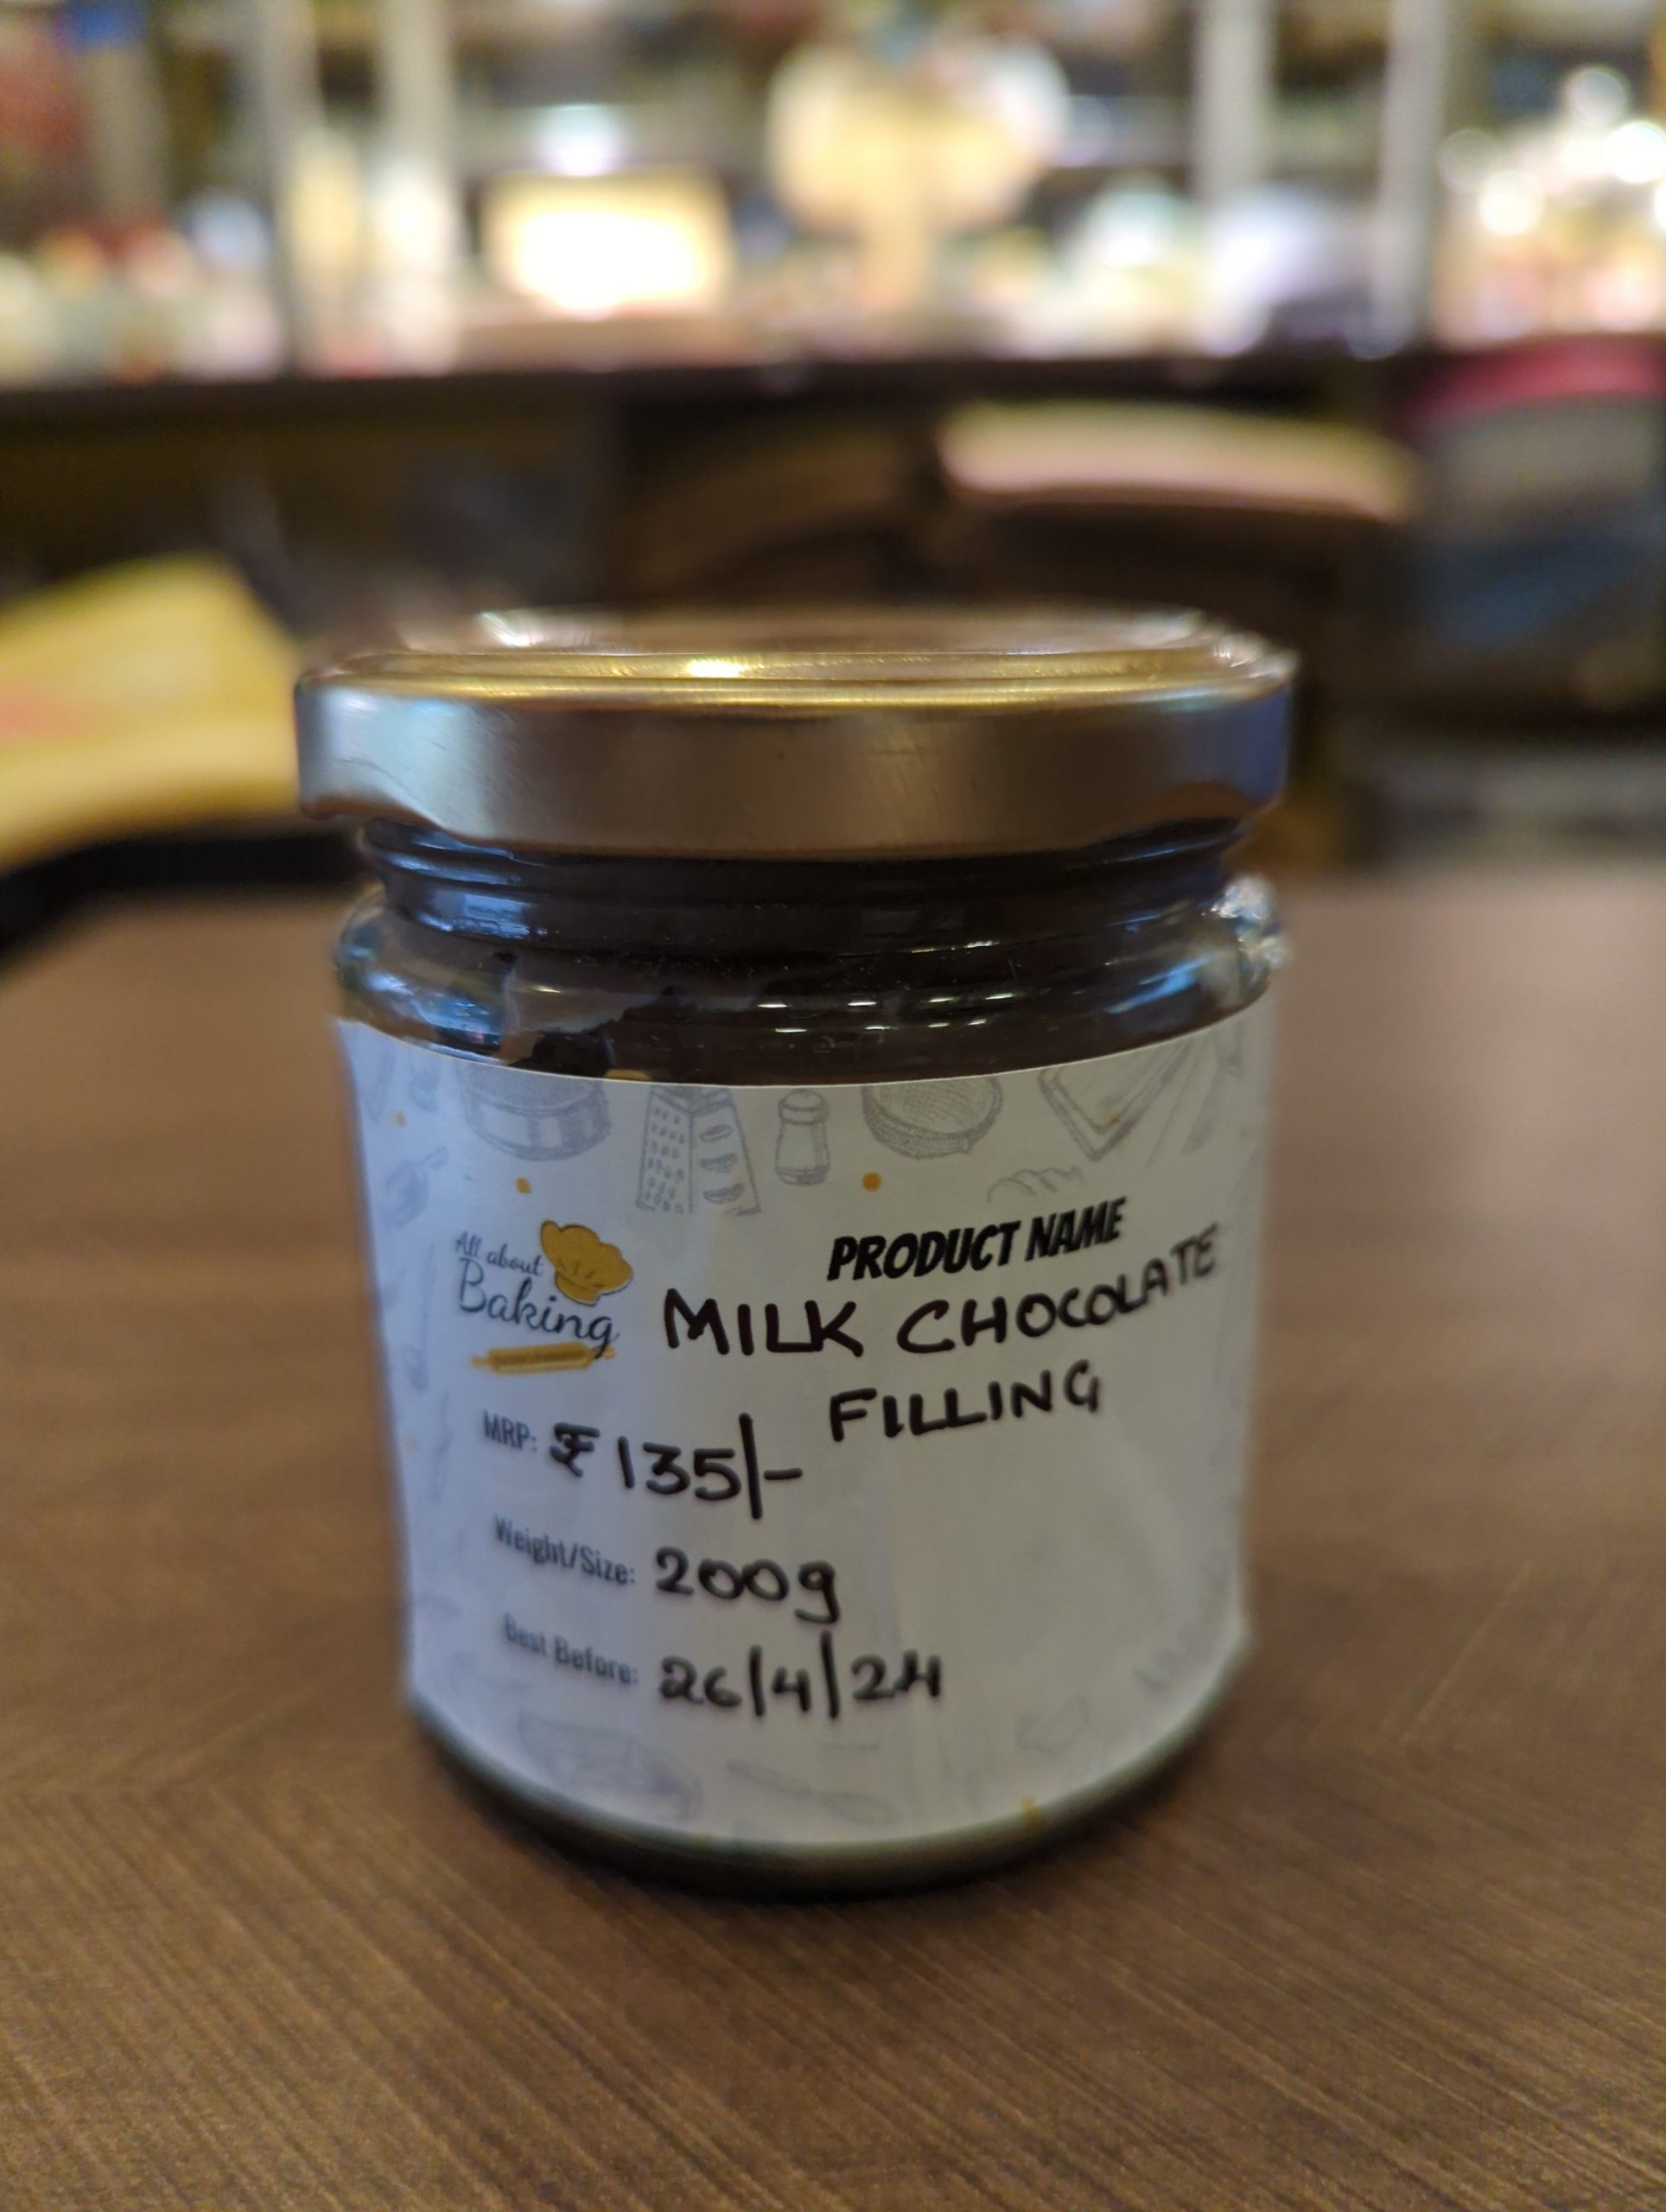 All about
Baking
PRODUCT NAME
MILK CHOCOLATE
FILLING
MRP: ₹135/-
Weight/Size: 200g
Best Before: 26/4/24